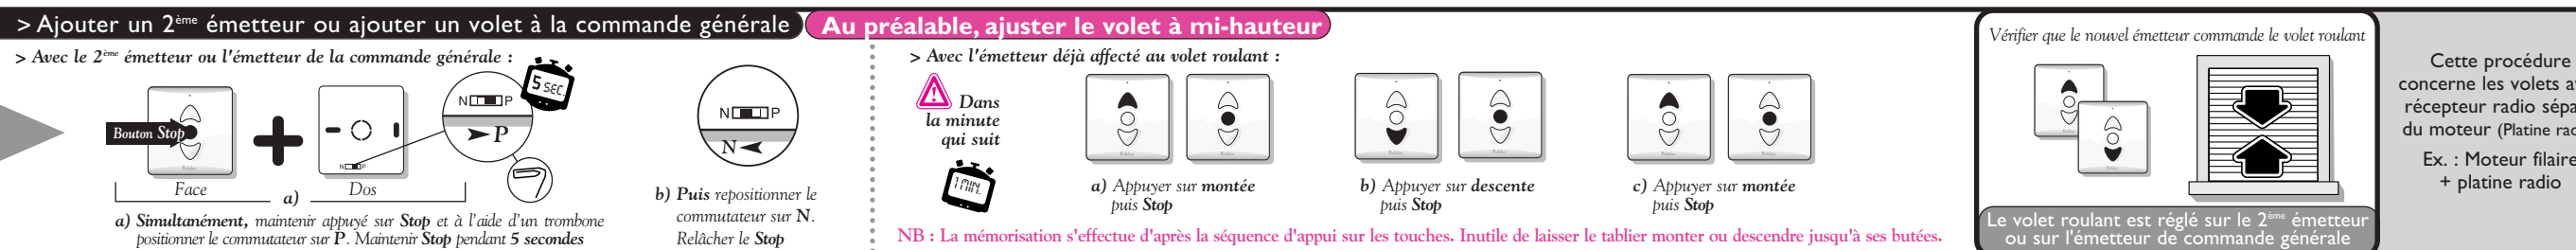 > Ajouter un 2ème émetteur ou ajouter un volet à la commande générale
Au préalable, ajuster le volet à mi-hauteur
> Avec le 2ème émetteur ou l'émetteur de la commande générale :
5 SEC.
Bouton Stop
N P
N P
P
Face
Dos
a)
a) Simultanément, maintenir appuyé sur Stop et à l'aide d'un trombone
positionner le commutateur sur P. Maintenir Stop pendant 5 secondes
N P
N
b) Puis repositionner le
commutateur sur N.
Relâcher le Stop
> Avec l'émetteur déjà affecté au volet roulant :
Dans
la minute
qui suit
1 MIN.
a) Appuyer sur montée
puis Stop
b) Appuyer sur descente
puis Stop
c) Appuyer sur montée
puis Stop
NB : La mémorisation s'effectue d'après la séquence d'appui sur les touches. Inutile de laisser le tablier monter ou descendre jusqu'à ses butées.
Vérifier que le nouvel émetteur commande le volet roulant
Le volet roulant est réglé sur le 2ème émetteur
ou sur l'émetteur de commande générale
Cette procédure
concerne les volets a
récepteur radio sépa
du moteur (Platine rad
Ex. : Moteur filaire
+ platine radio